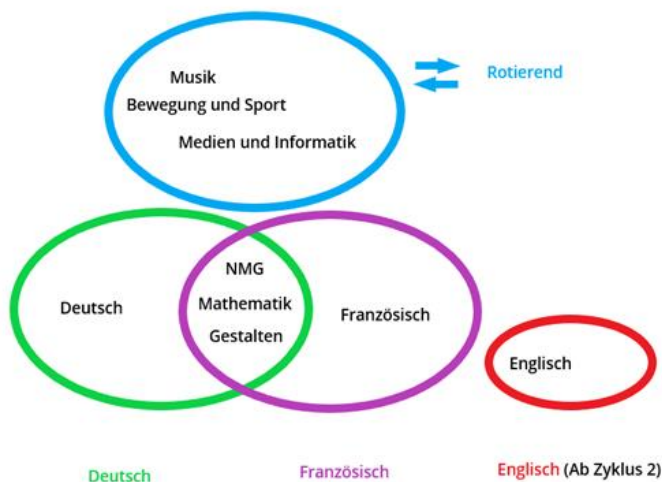 Musik
Rotierend
Bewegung und Sport
Medien und Informatik
NMG
Deutsch
Mathematik
Französisch
Gestalten
Englisch
Deutsch
Französisch
Englisch (Ab Zyklus 2)